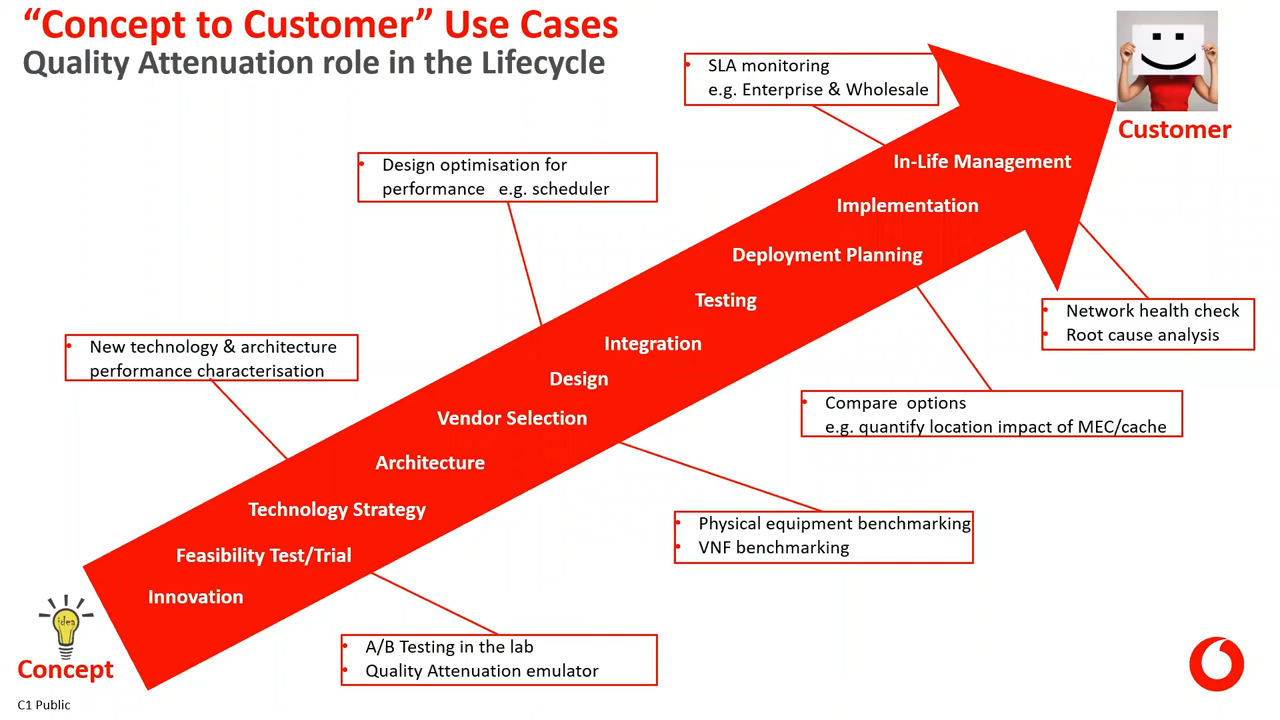 “Concept to Customer” Use Cases
Quality Attenuation role in the Lifecycle
• SLA monitoring
e.g. Enterprise & Wholesale
Customer
• Design optimisation for
performance e.g. scheduler
In-Life Management
Implementation
Deployment Planning
Testing
Integration
Design
Vendor Selection
Architecture
Technology Strategy
Feasibility Test/Trial
Innovation
• Network health check
• Root cause analysis
• New technology & architecture
performance characterisation
• Compare options
e.g. quantify location impact of MEC/cache
• Physical equipment benchmarking
• VNF benchmarking
idea
Concept
• A/B Testing in the lab
• Quality Attenuation emulator
C1 Public